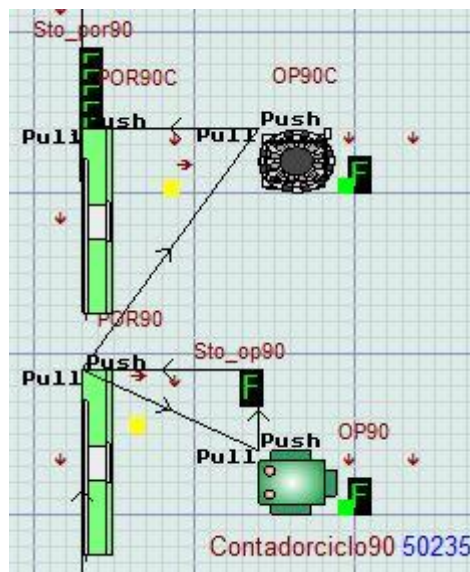 Sto_por90
POR90C
OP90C
Push
Push
Pull
Pull
F
F
F
F
F
POR90
Push
Sto_op90
Pull
F
Push
OP90
Pull
F
Contadorciclo90 50235